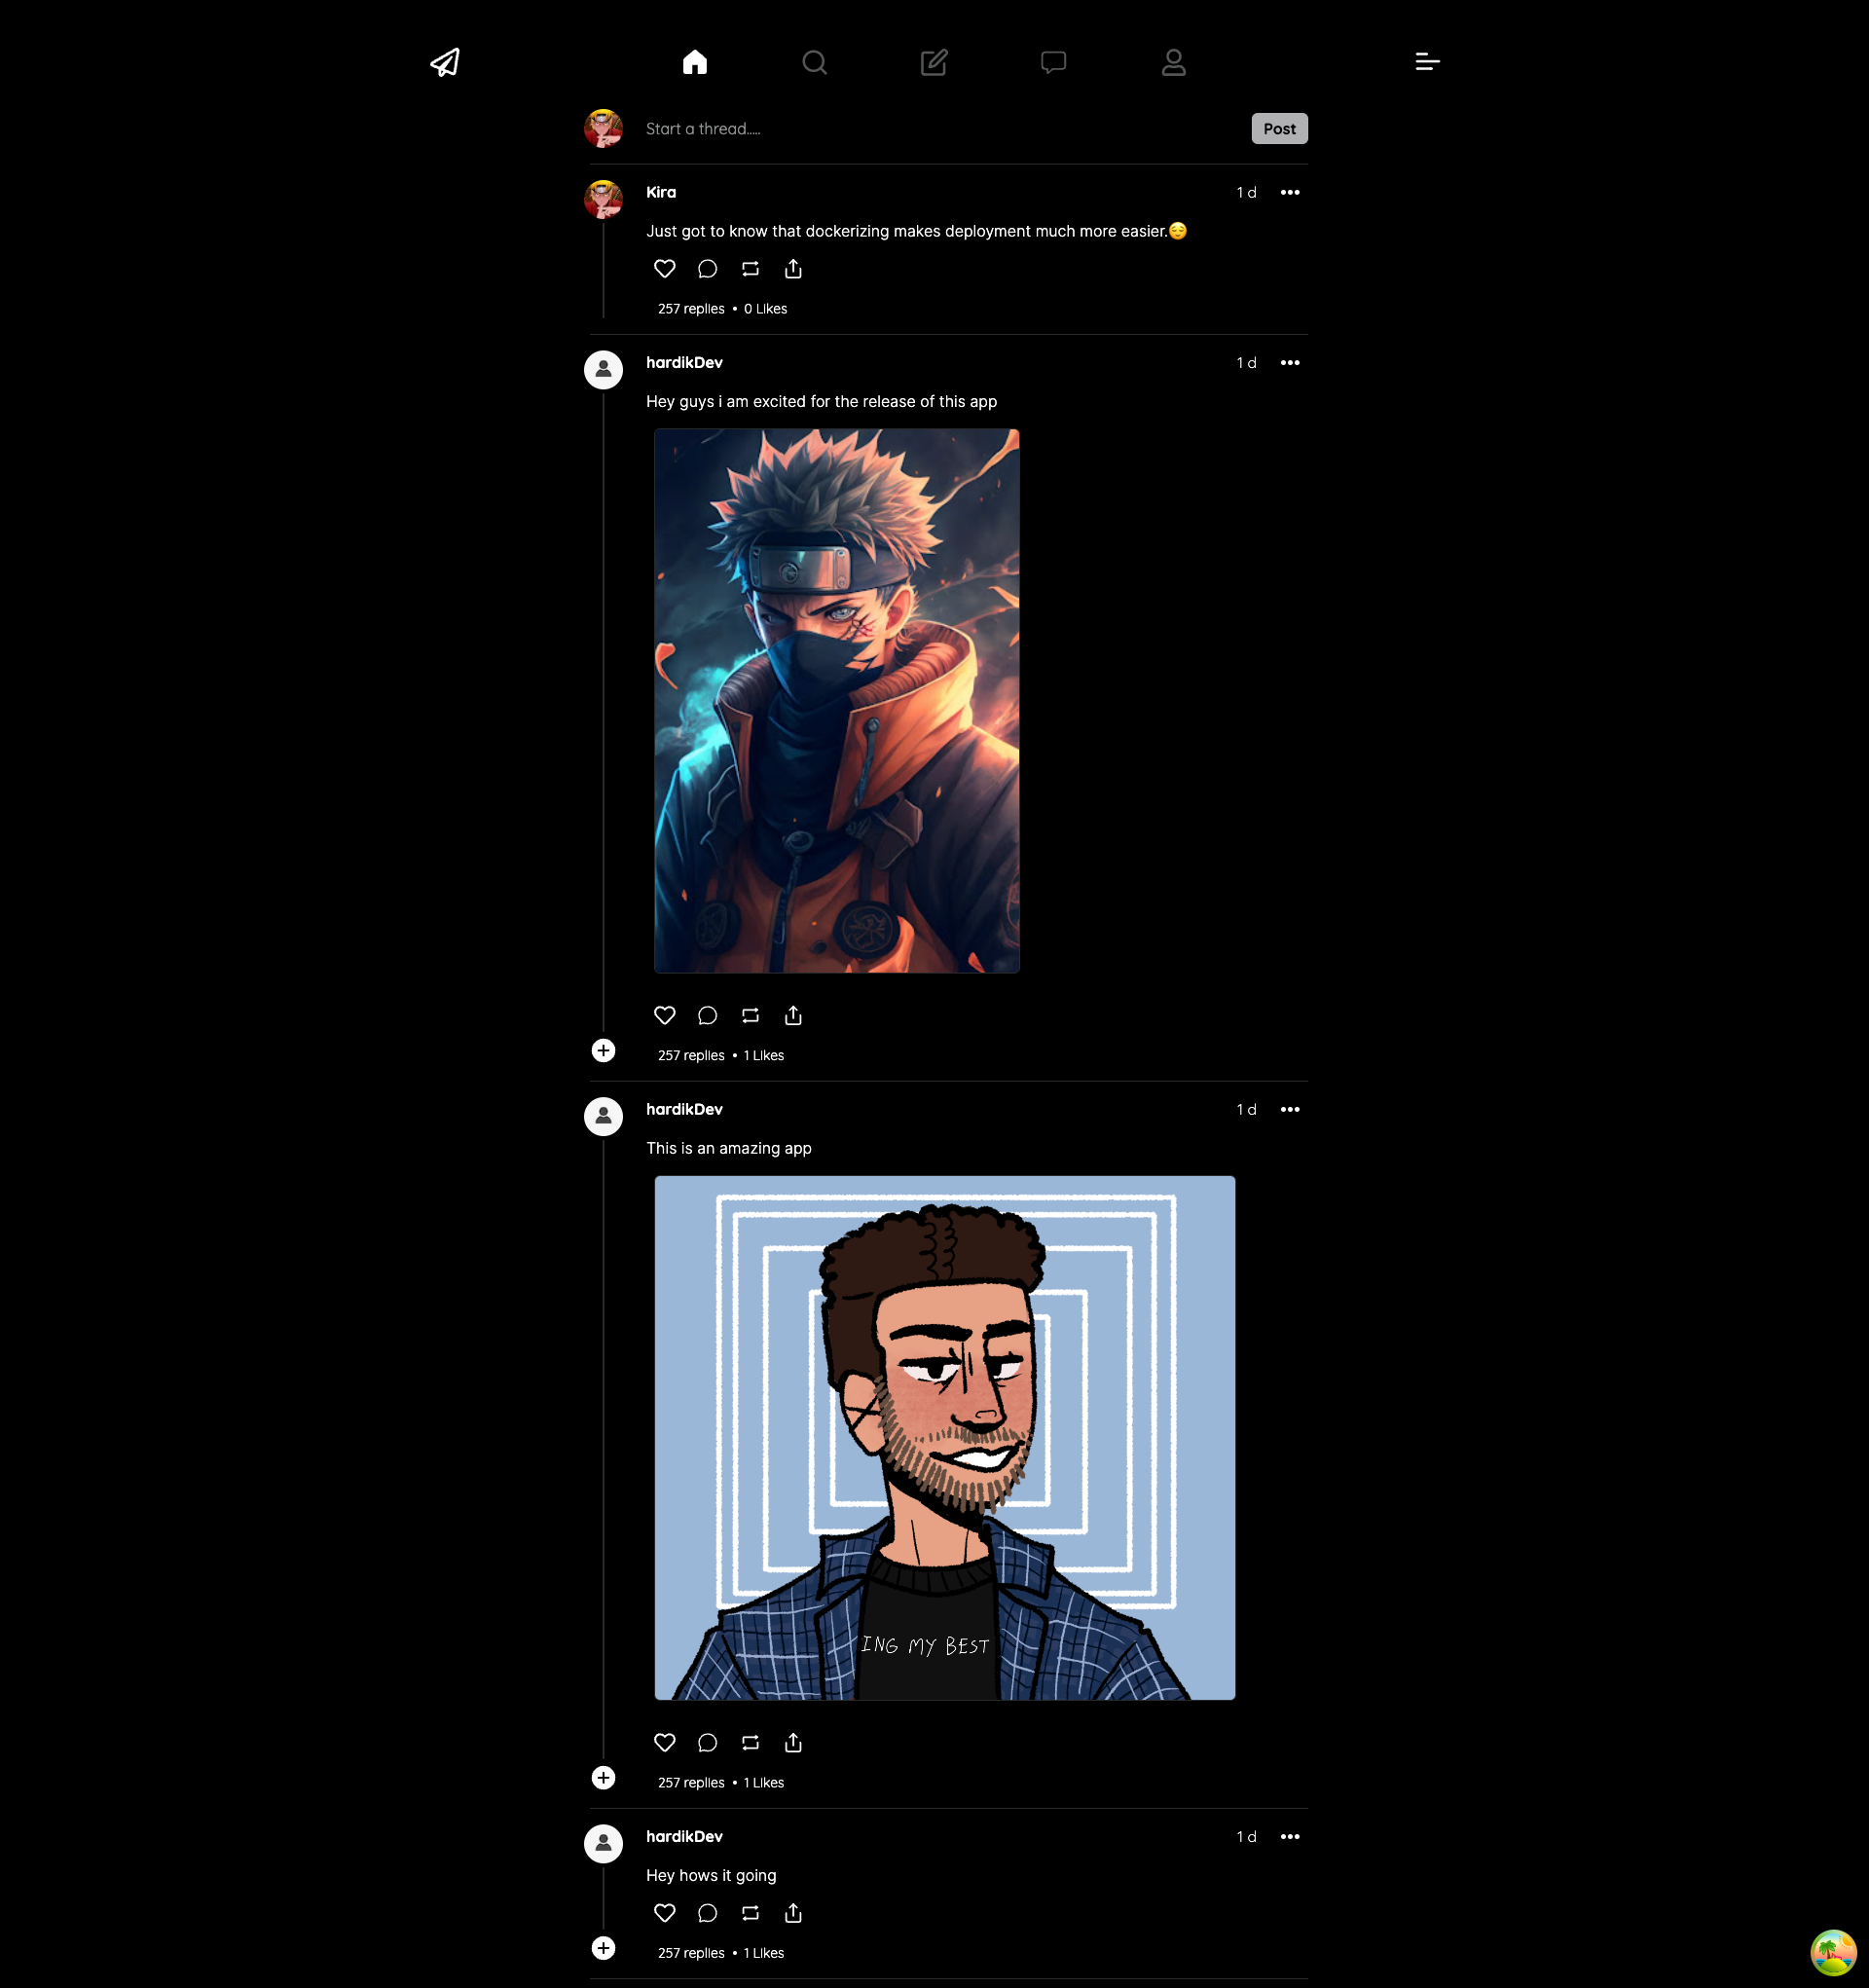 Start a thread.....
Post
Kira
1 d
Just got to know that dockerizing makes deployment much more easier.😌
257 replies • 0 Likes
hardikDev
1 d
Hey guys i am excited for the release of this app
257 replies • 1 Likes
hardikDev
1 d
This is an amazing app
ING MY BEST
257 replies • 1 Likes
hardikDev
1 d
Hey hows it going
257 replies • 1 Likes